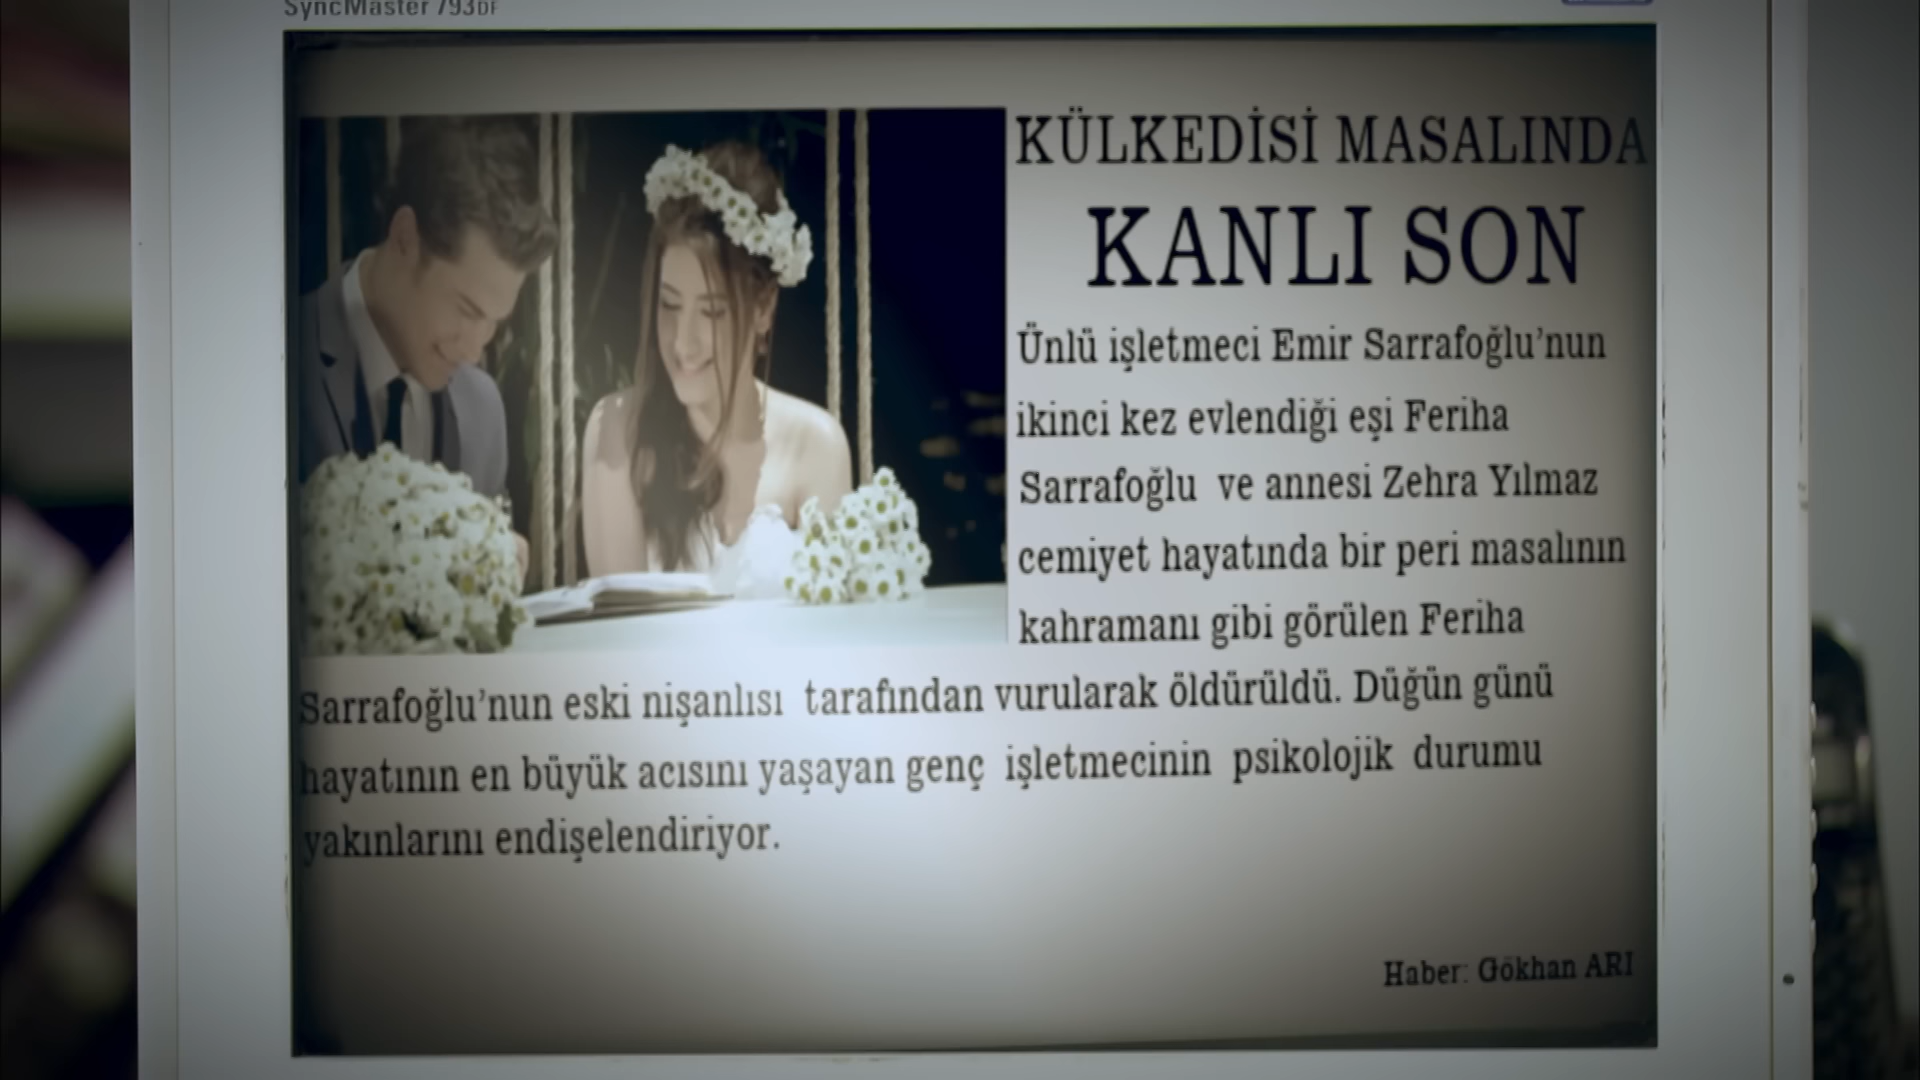 SyncMaster 793DF
KÜLKEDİSİ MASALINDA
KANLI SON
Ünlü işletmeci Emir Sarrafoğlu'nun
ikinci kez evlendiği eşi Feriha
Sarrafoğlu ve annesi Zehra Yılmaz
cemiyet hayatında bir peri masalının
kahramanı gibi görülen Feriha
Sarrafoğlu'nun eski nişanlısı tarafından vurularak öldürüldü. Düğün günü
hayatının en büyük acısını yaşayan genç işletmecinin psikolojik durumu
yakınlarını endişelendiriyor.
Haber: Gökhan ARI